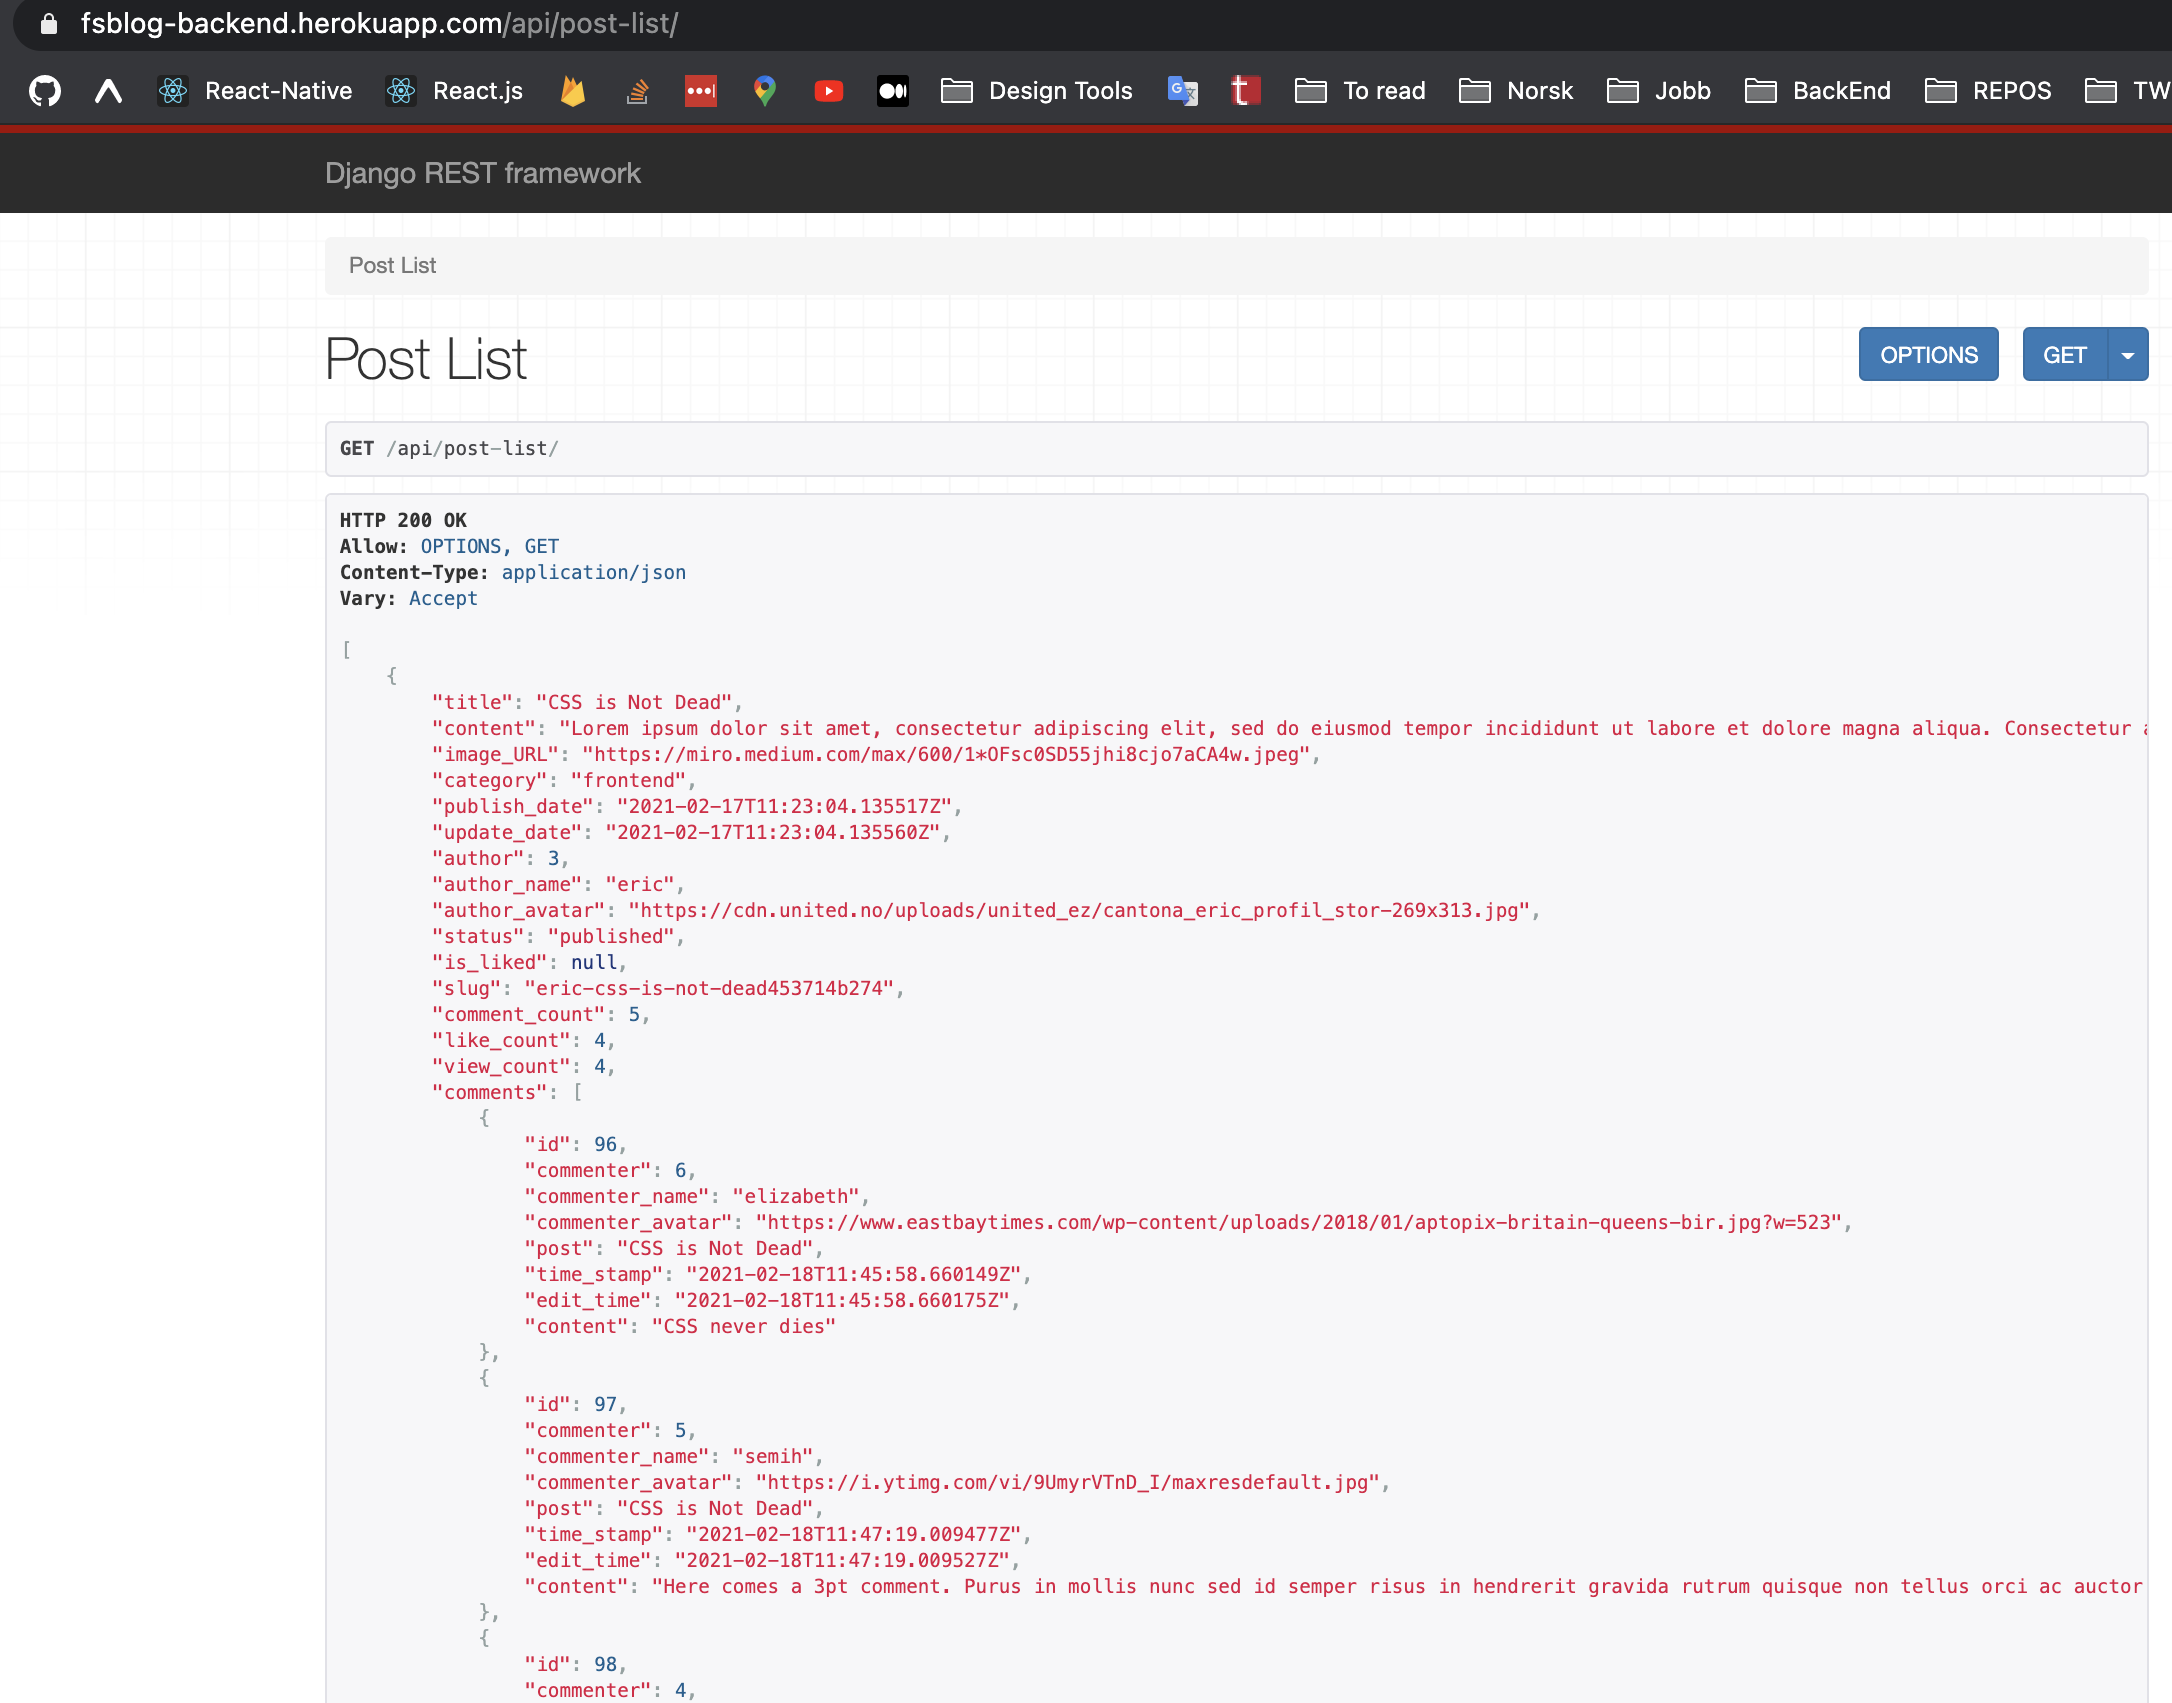 fsblog-backend.herokuapp.com/api/post-list/
React-Native React.js Design Tools To read Norsk Jobb BackEnd REPOS TW
Django REST framework
Post List
Post List
OPTIONS GET
GET /api/post-list/
HTTP 200 OK
Allow: OPTIONS, GET
Content-Type: application/json
Vary: Accept
[
{
"title": "CSS is Not Dead",
"content": "Lorem ipsum dolor sit amet, consectetur adipiscing elit, sed do eiusmod tempor incididunt ut labore et dolore magna aliqua. Consectetur
"image_URL": "https://miro.medium.com/max/600/1*OFsc0SD55jhi8cjo7aCA4w.jpeg",
"category": "frontend",
"publish_date": "2021-02-17T11:23:04.135517Z",
"update_date": "2021-02-17T11:23:04.135560Z",
"author": 3,
"author_name": "eric",
"author_avatar": "https://cdn.united.no/uploads/united_ez/cantona_eric_profil_stor-269x313.jpg",
"status": "published",
"is_liked": null,
"slug": "eric-css-is-not-dead453714b274",
"comment_count": 5,
"like_count": 4,
"view_count": 4,
"comments": [
{
"id": 96,
"commenter": 6,
"commenter_name": "elizabeth",
"commenter_avatar": "https://www.eastbaytimes.com/wp-content/uploads/2018/01/aptopix-britain-queens-bir.jpg?w=523",
"post": "CSS is Not Dead",
"time_stamp": "2021-02-18T11:45:58.660149Z",
"edit_time": "2021-02-18T11:45:58.660175Z",
"content": "CSS never dies"
},
{
"id": 97,
"commenter": 5,
"commenter_name": "semih",
"commenter_avatar": "https://i.ytimg.com/vi/9UmyrVTnD_I/maxresdefault.jpg",
"post": "CSS is Not Dead",
"time_stamp": "2021-02-18T11:47:19.009477Z",
"edit_time": "2021-02-18T11:47:19.009527Z",
"content": "Here comes a 3pt comment. Purus in mollis nunc sed id semper risus in hendrerit gravida rutrum quisque non tellus orci ac auctor
},
{
"id": 98,
"commenter": 4,